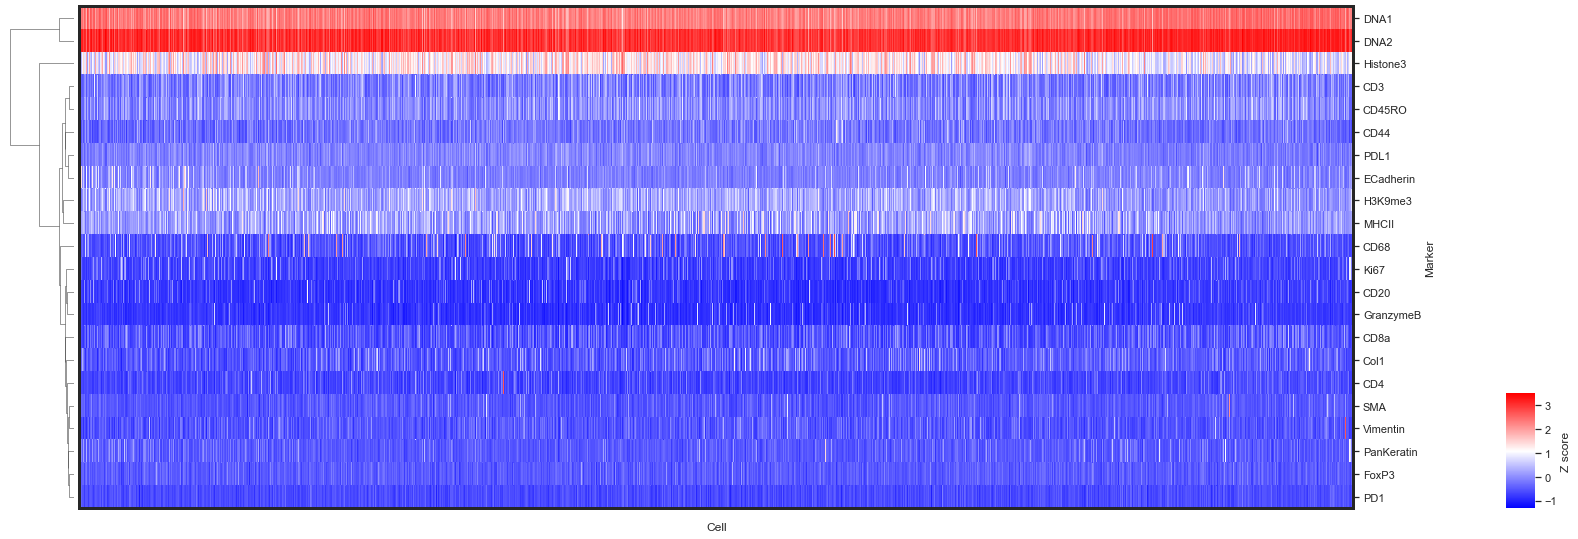 DNA1
DNA2
Histone3
CD3
CD45RO
CD44
PDL1
ECadherin
H3K9me3
MHCII
CD68
Ki67
CD20
GranzymeB
CD8a
Col1
CD4
SMA
Vimentin
PanKeratin
FoxP3
PD1
Marker
Cell
3
2
1
0
−1
Z score